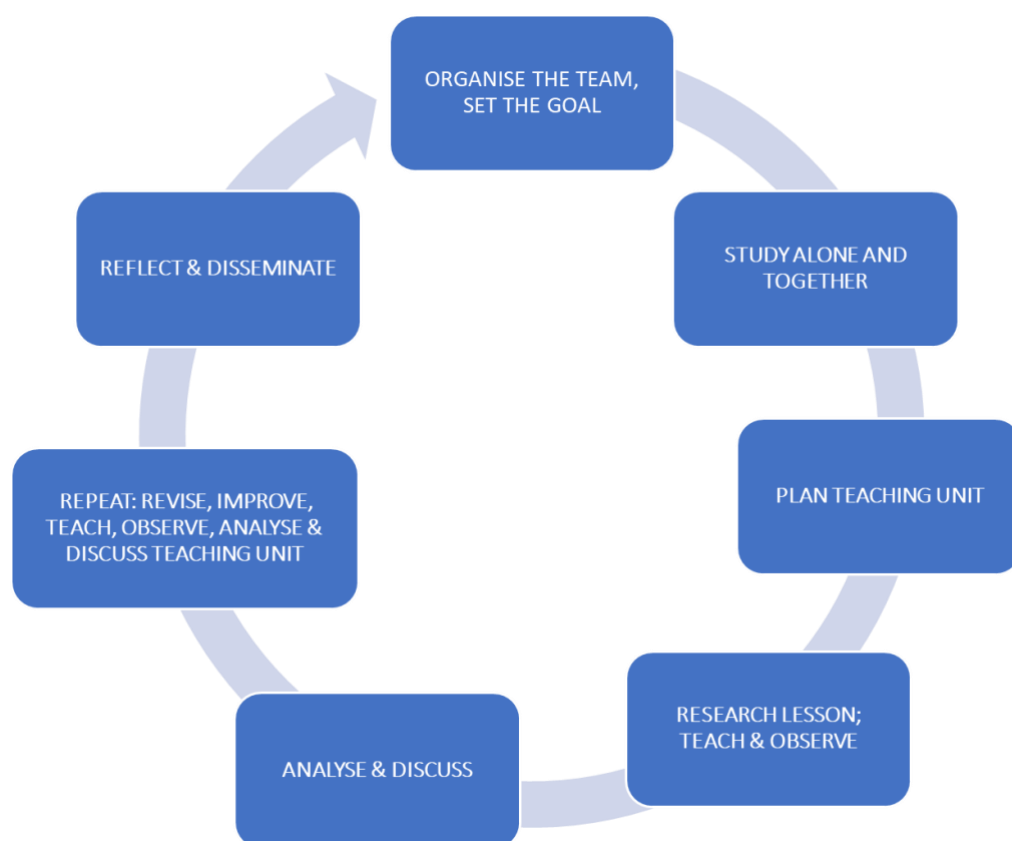 ORGANISE THE TEAM,
SET THE GOAL
STUDY ALONE AND
TOGETHER
PLAN TEACHING UNIT
RESEARCH LESSON;
TEACH & OBSERVE
ANALYSE & DISCUSS
REPEAT: REVISE, IMPROVE,
TEACH, OBSERVE, ANALYSE &
DISCUSS TEACHING UNIT
REFLECT & DISSEMINATE